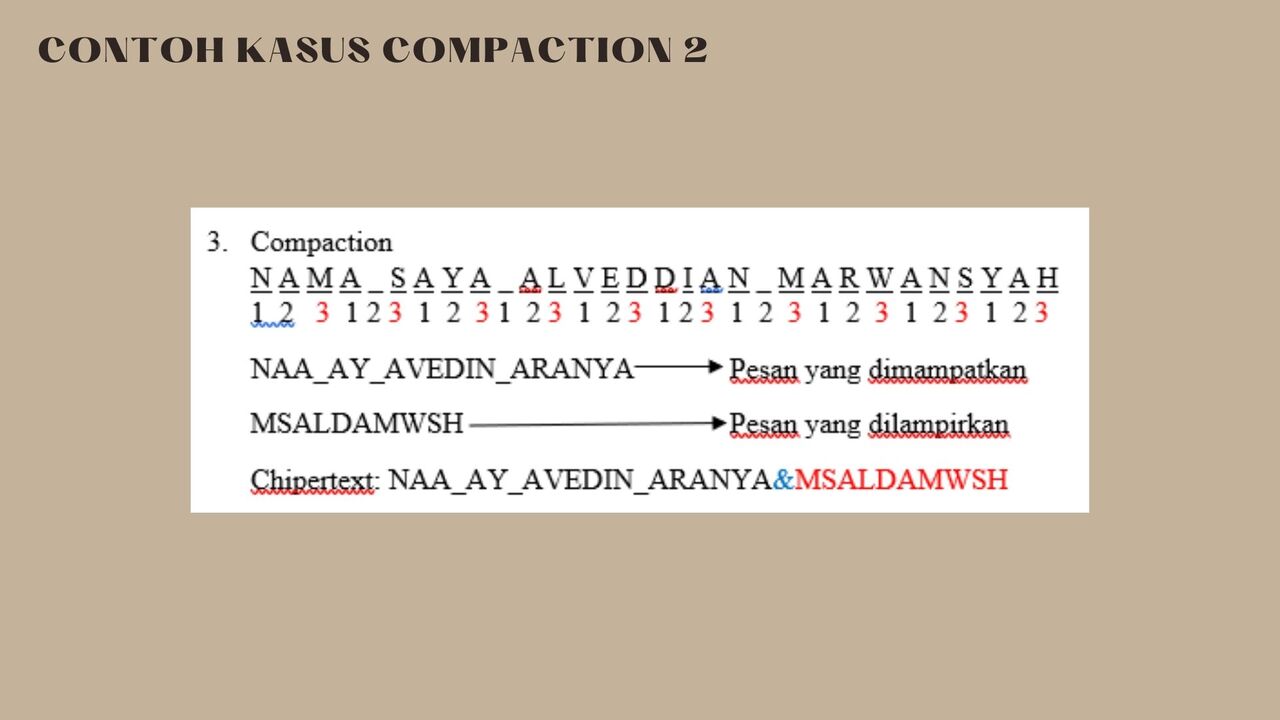 CONTOH KASUS COMPACTION 2
3. Compaction
N A M A _ S A Y A _ A L V E D D I A N _ M A R W A N S Y A H
1 2 3 1 2 3 1 2 3 1 2 3 1 2 3 1 2 3 1 2 3 1 2 3 1 2 3 1 2 3
NAA_AY_AVEDIN_ARANYA Pesan yang dimampatkan
MSALDAMWSH Pesan yang dilampirkan
Chipertext: NAA_AY_AVEDIN_ARANYA&MSALDAMWSH